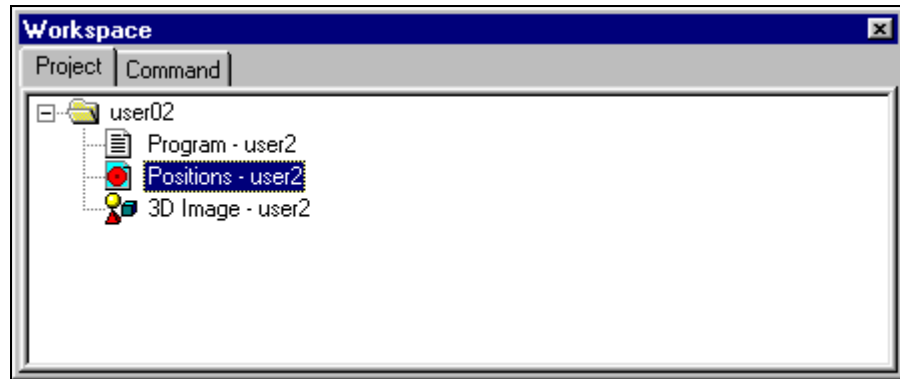 Workspace
Project Command
user02
Program - user2
Positions - user2
3D Image - user2